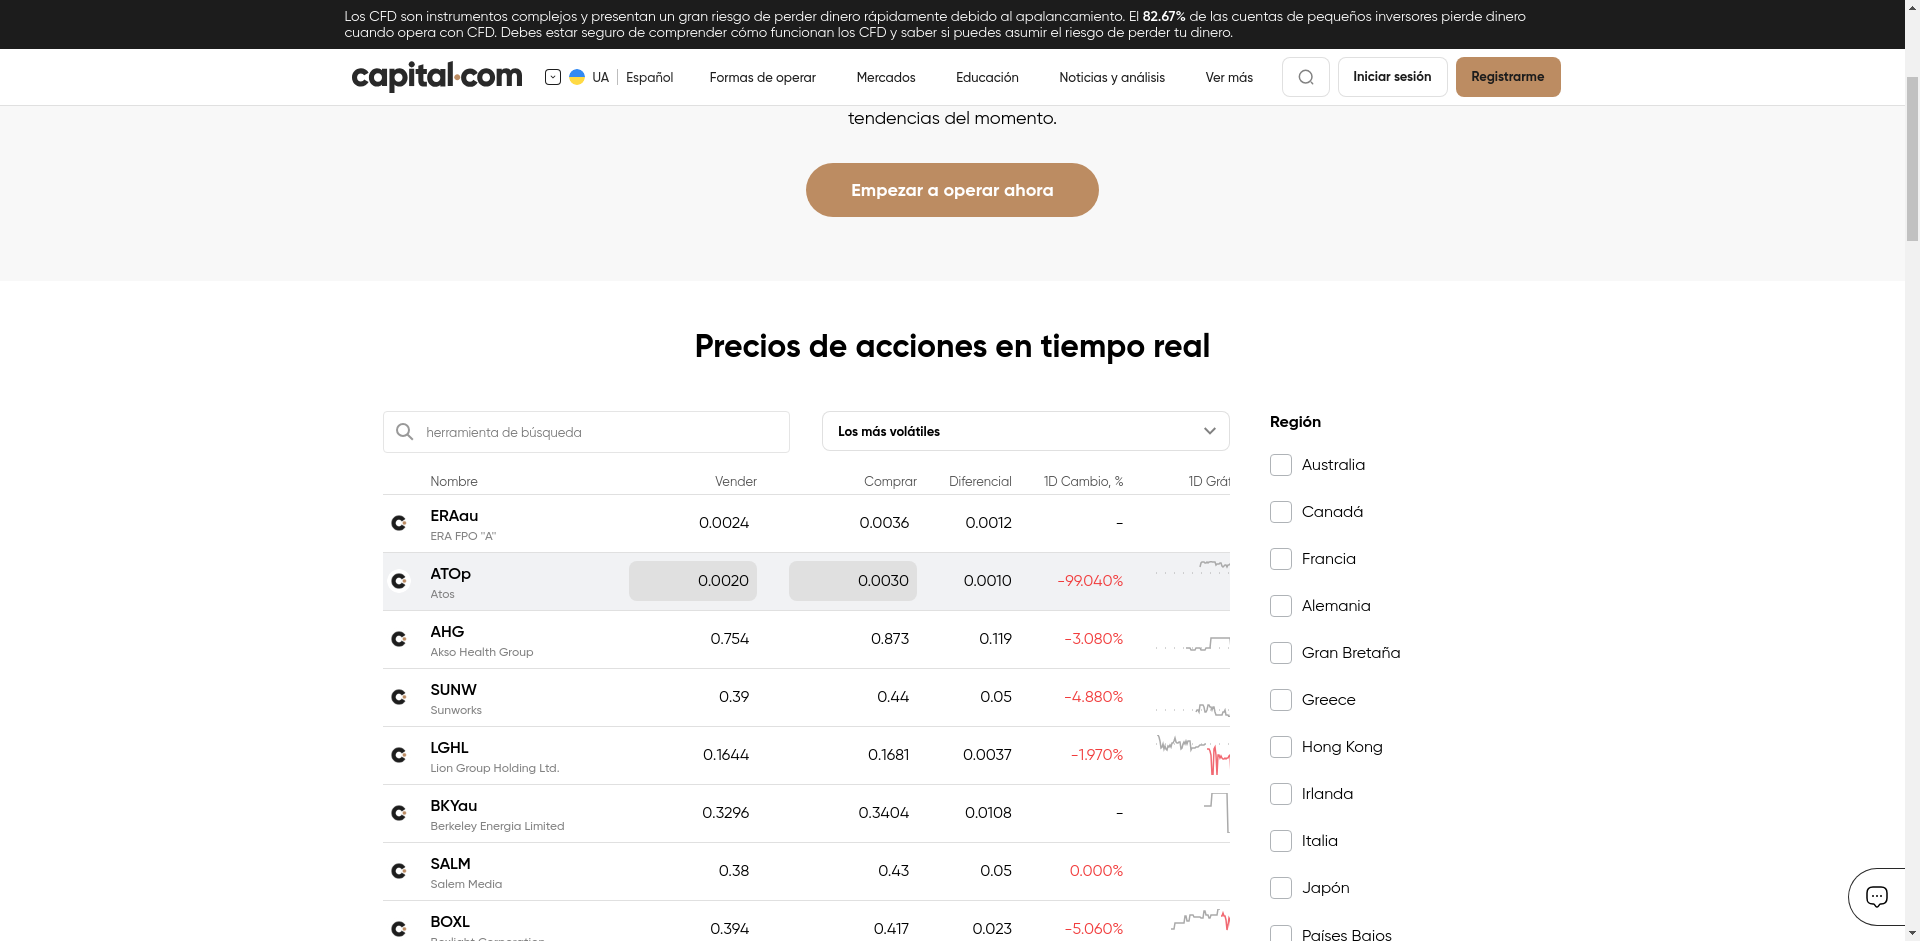 Los CFD son instrumentos complejos y presentan un gran riesgo de perder dinero rápidamente debido al apalancamiento. El 82.67% de las cuentas de pequeños inversores pierde dinero
cuando opera con CFD. Debes estar seguro de comprender cómo funcionan los CFD y saber si puedes asumir el riesgo de perder tu dinero.
capital.com UA Español Formas de operar Mercados Educación Noticias y análisis Ver más Iniciar sesión Registrarme
tendencias del momento.
Empezar a operar ahora
Precios de acciones en tiempo real
herramienta de búsqueda
Los más volátiles
Nombre Vender Comprar Diferencial 1D Cambio, % 1D Grá
ERAau 0.0024 0.0036 0.0012 -
ERA FPO "A"
ATOp 0.0020 0.0030 0.0010 -99.040%
Atos
AHG 0.754 0.873 0.119 -3.080%
Akso Health Group
SUNW 0.39 0.44 0.05 -4.880%
Sunworks
LGHL 0.1644 0.1681 0.0037 -1.970%
Lion Group Holding Ltd.
BKYau 0.3296 0.3404 0.0108 -
Berkeley Energia Limited
SALM 0.38 0.43 0.05 0.000%
Salem Media
BOXL 0.394 0.417 0.023 -5.060%
Región
Australia
Canadá
Francia
Alemania
Gran Bretaña
Greece
Hong Kong
Irlanda
Italia
Japón
Países Bajos